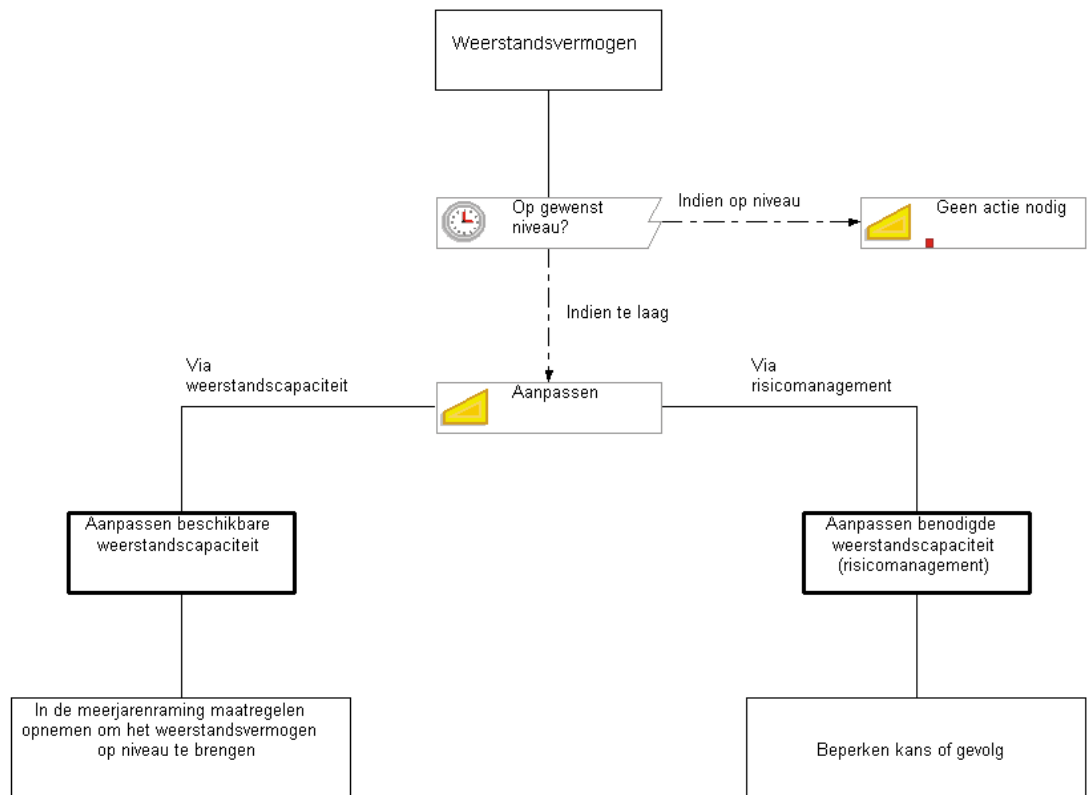 Weerstandsvermogen
Op gewenst
niveau?
Indien op niveau
Geen actie nodig
Indien te laag
Via
weerstandscapaciteit
Aanpassen
Via
risicomanagement
Aanpassen beschikbare
weerstandscapaciteit
Aanpassen benodigde
weerstandscapaciteit
(risicomanagement)
In de meerjarenraming maatregelen
opnemen om het weerstandsvermogen
op niveau te brengen
Beperken kans of gevolg